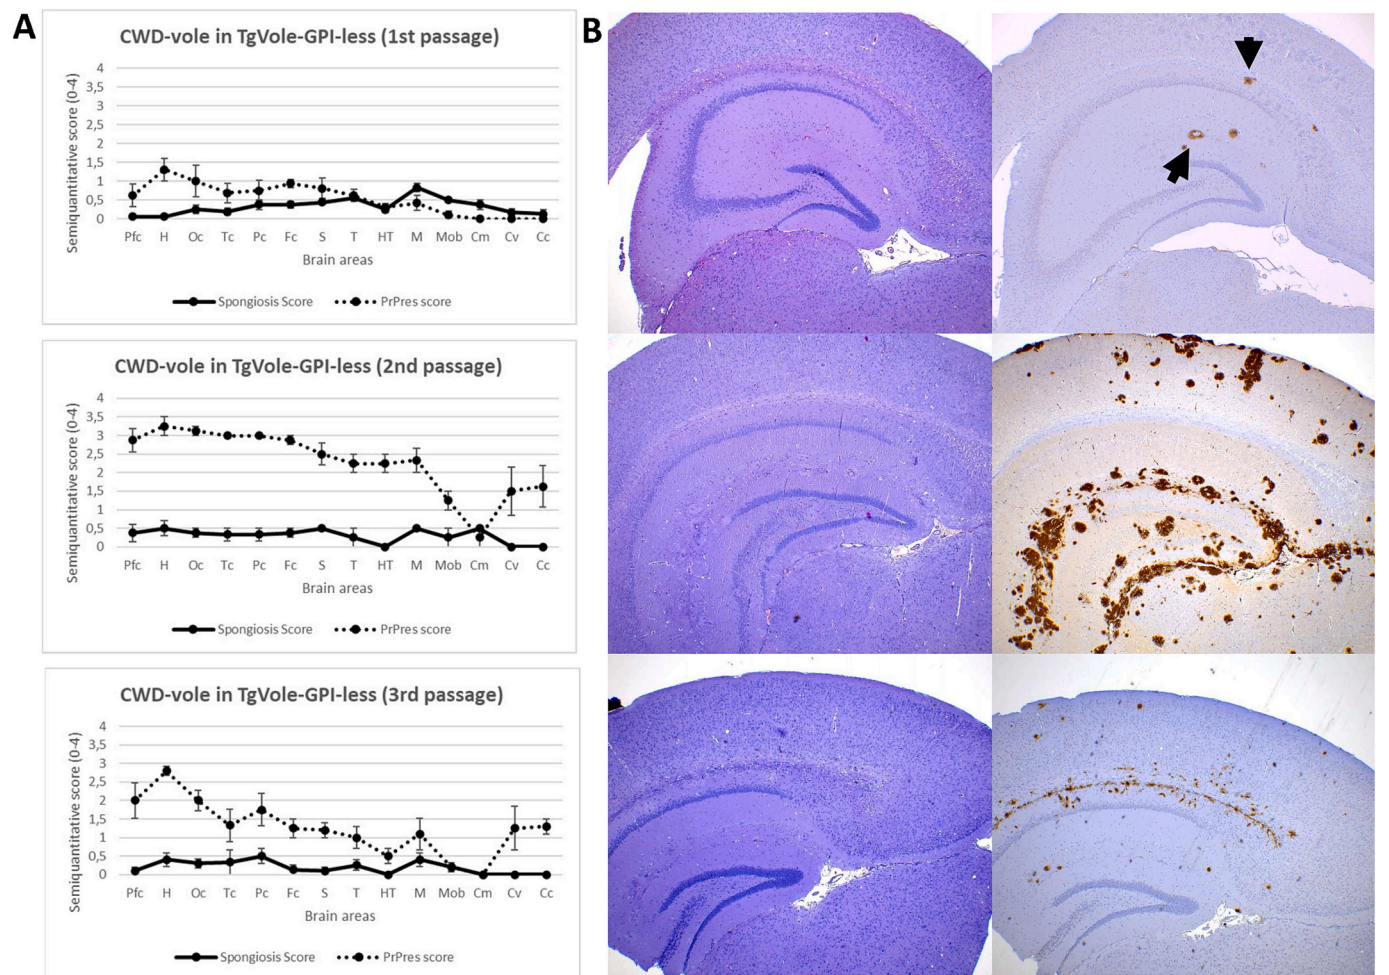 A
CWD-vole in TgVole-GPI-less (1st passage)
Semiquantitative score (0-4)
4
3,5
3
2,5
2
1,5
1
0,5
0
Pfc H Oc Tc Pc Fc S T HT M Mob Cm Cv Cc
Brain areas
Spongiosis Score PrPres score
CWD-vole in TgVole-GPI-less (2nd passage)
Semiquantitative score (0-4)
4
3,5
3
2,5
2
1,5
1
0,5
0
Pfc H Oc Tc Pc Fc S T HT M Mob Cm Cv Cc
Brain areas
Spongiosis Score PrPres score
CWD-vole in TgVole-GPI-less (3rd passage)
Semiquantitative score (0-4)
4
3,5
3
2,5
2
1,5
1
0,5
0
Pfc H Oc Tc Pc Fc S T HT M Mob Cm Cv Cc
Brain areas
Spongiosis Score PrPres score
B